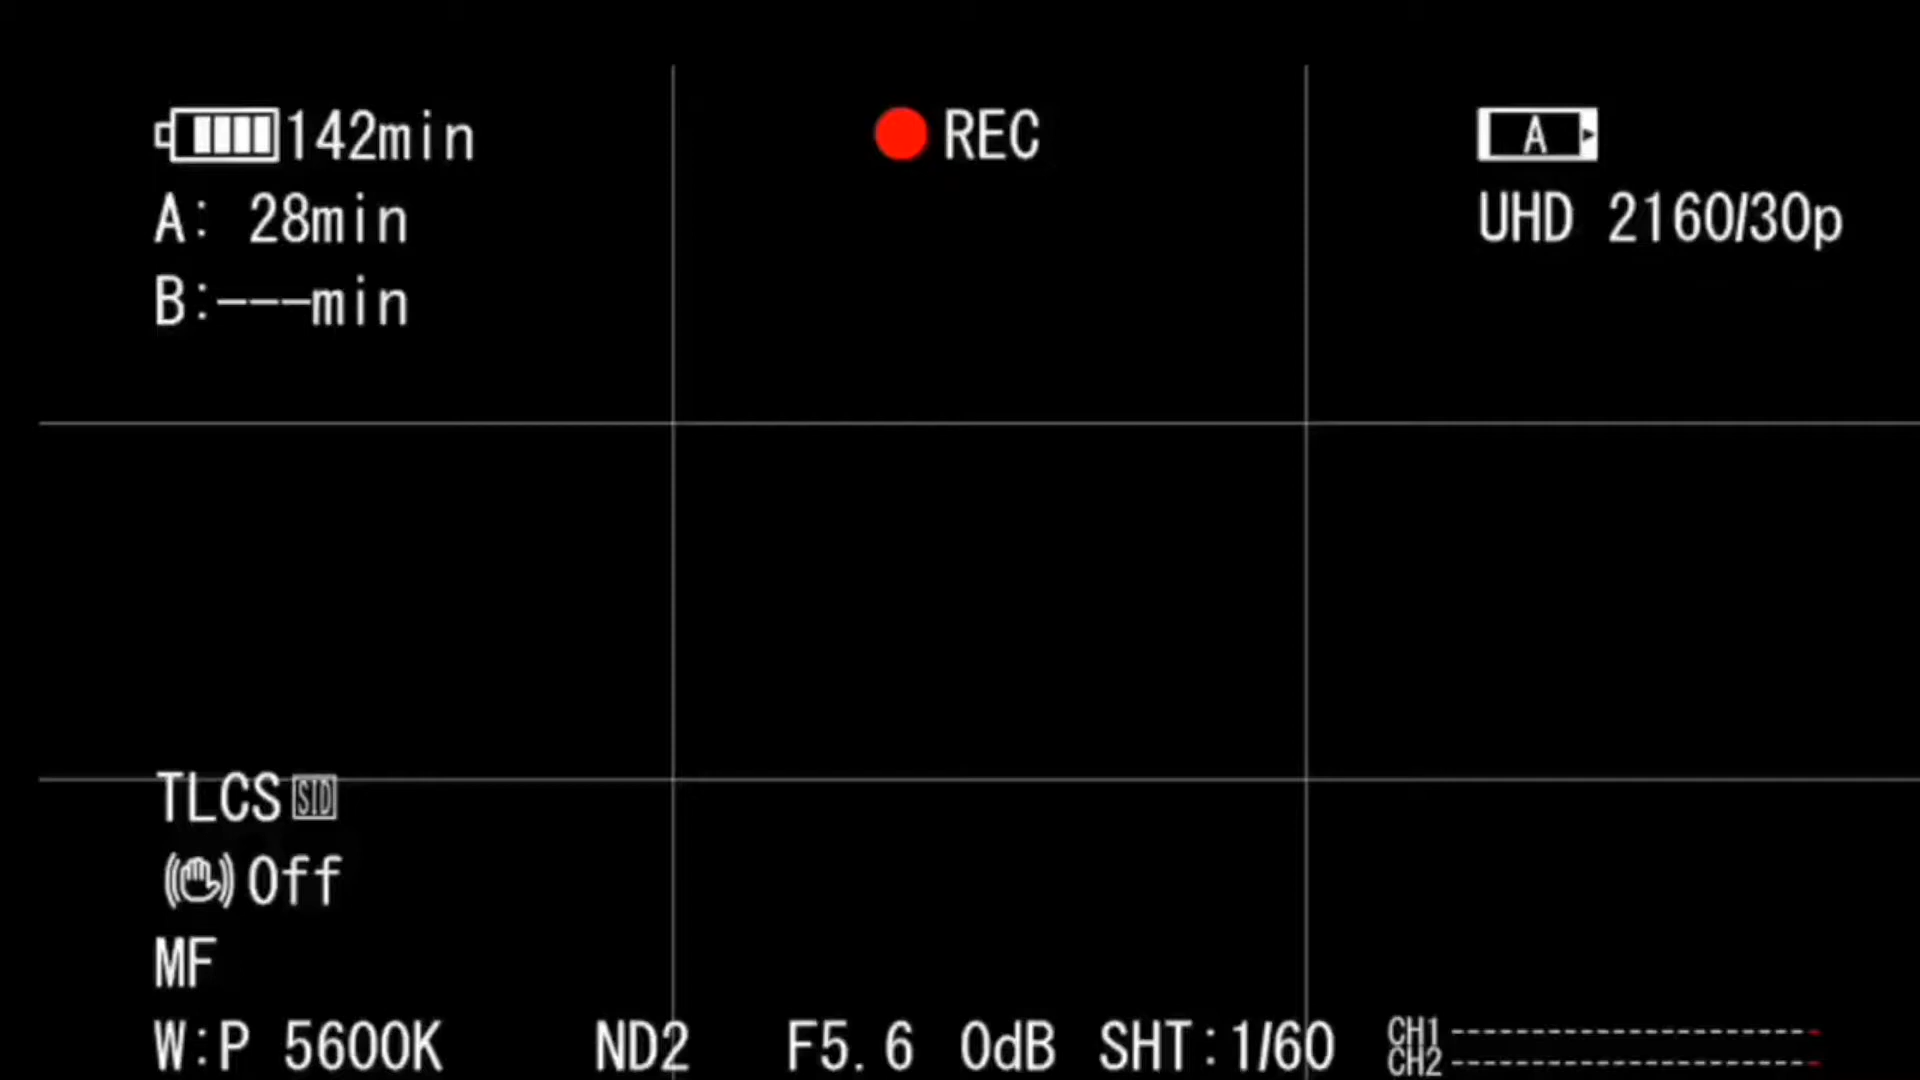 142min
REC
A
A: 28min
UHD 2160/30p
B:---min
TLCS STD
Off
MF
W:P 5600K ND2 F5.6 0dB SHT:1/60 CH1
CH2